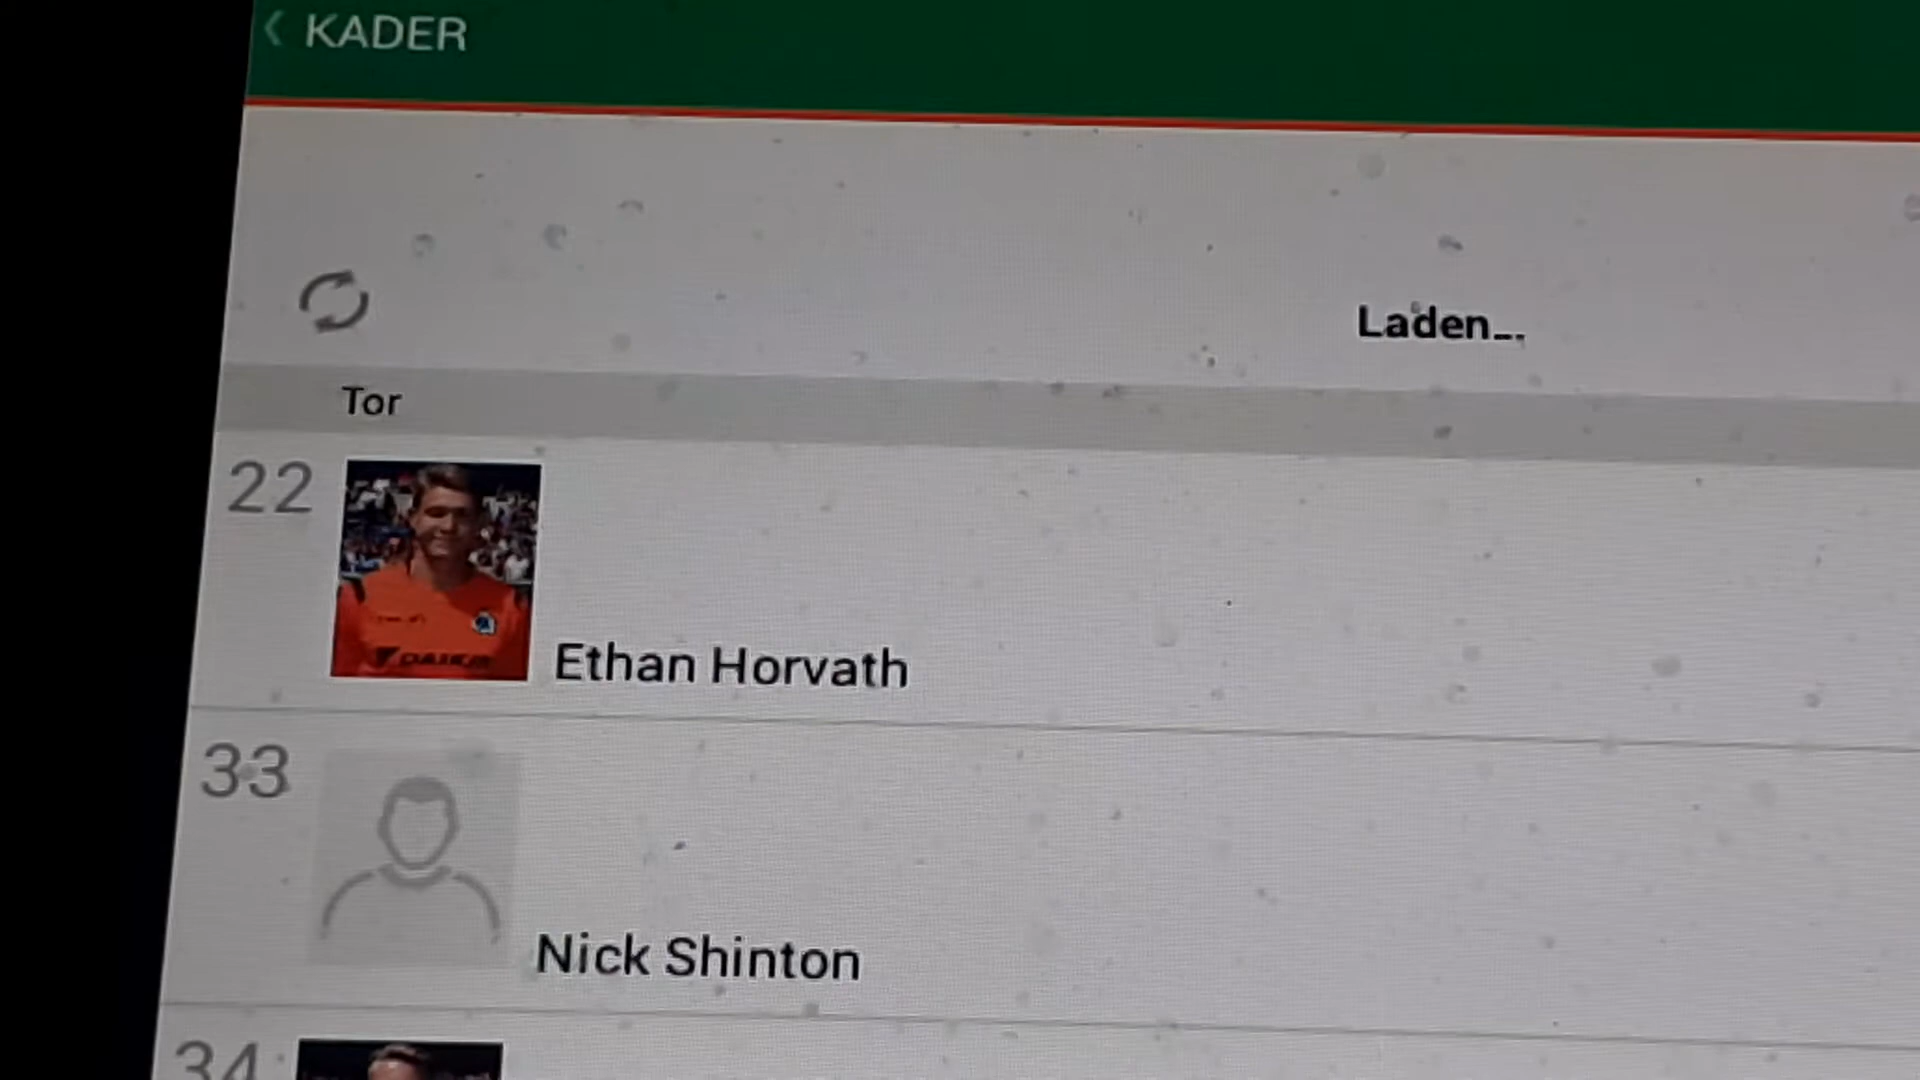 KADER
Laden...
Tor
22
Ethan Horvath
33
Nick Shinton
34